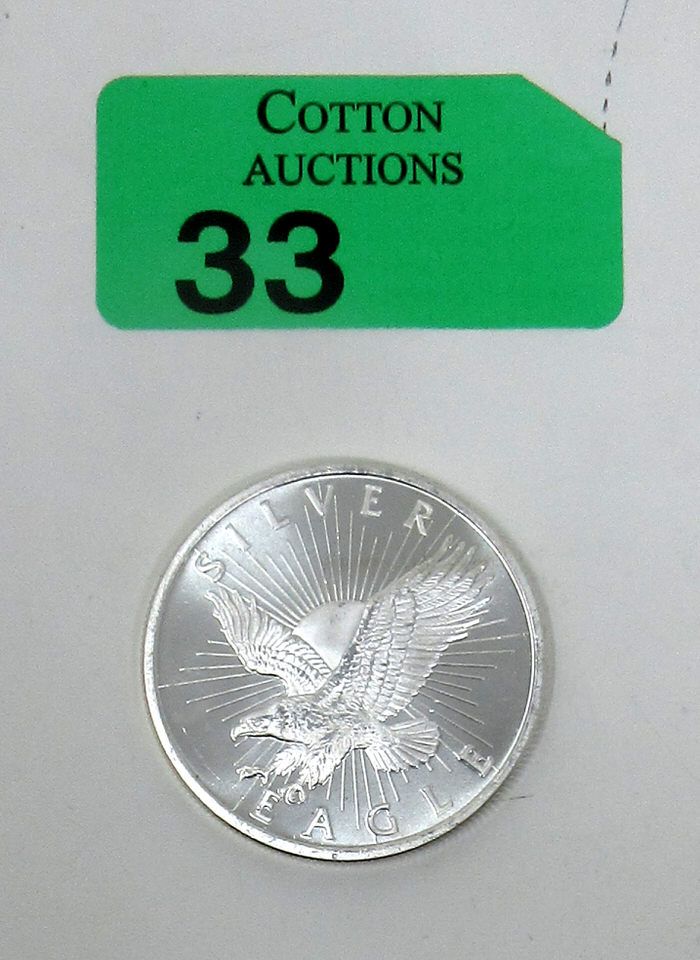 COTTON
AUCTIONS
33
SILVER
EAGLE